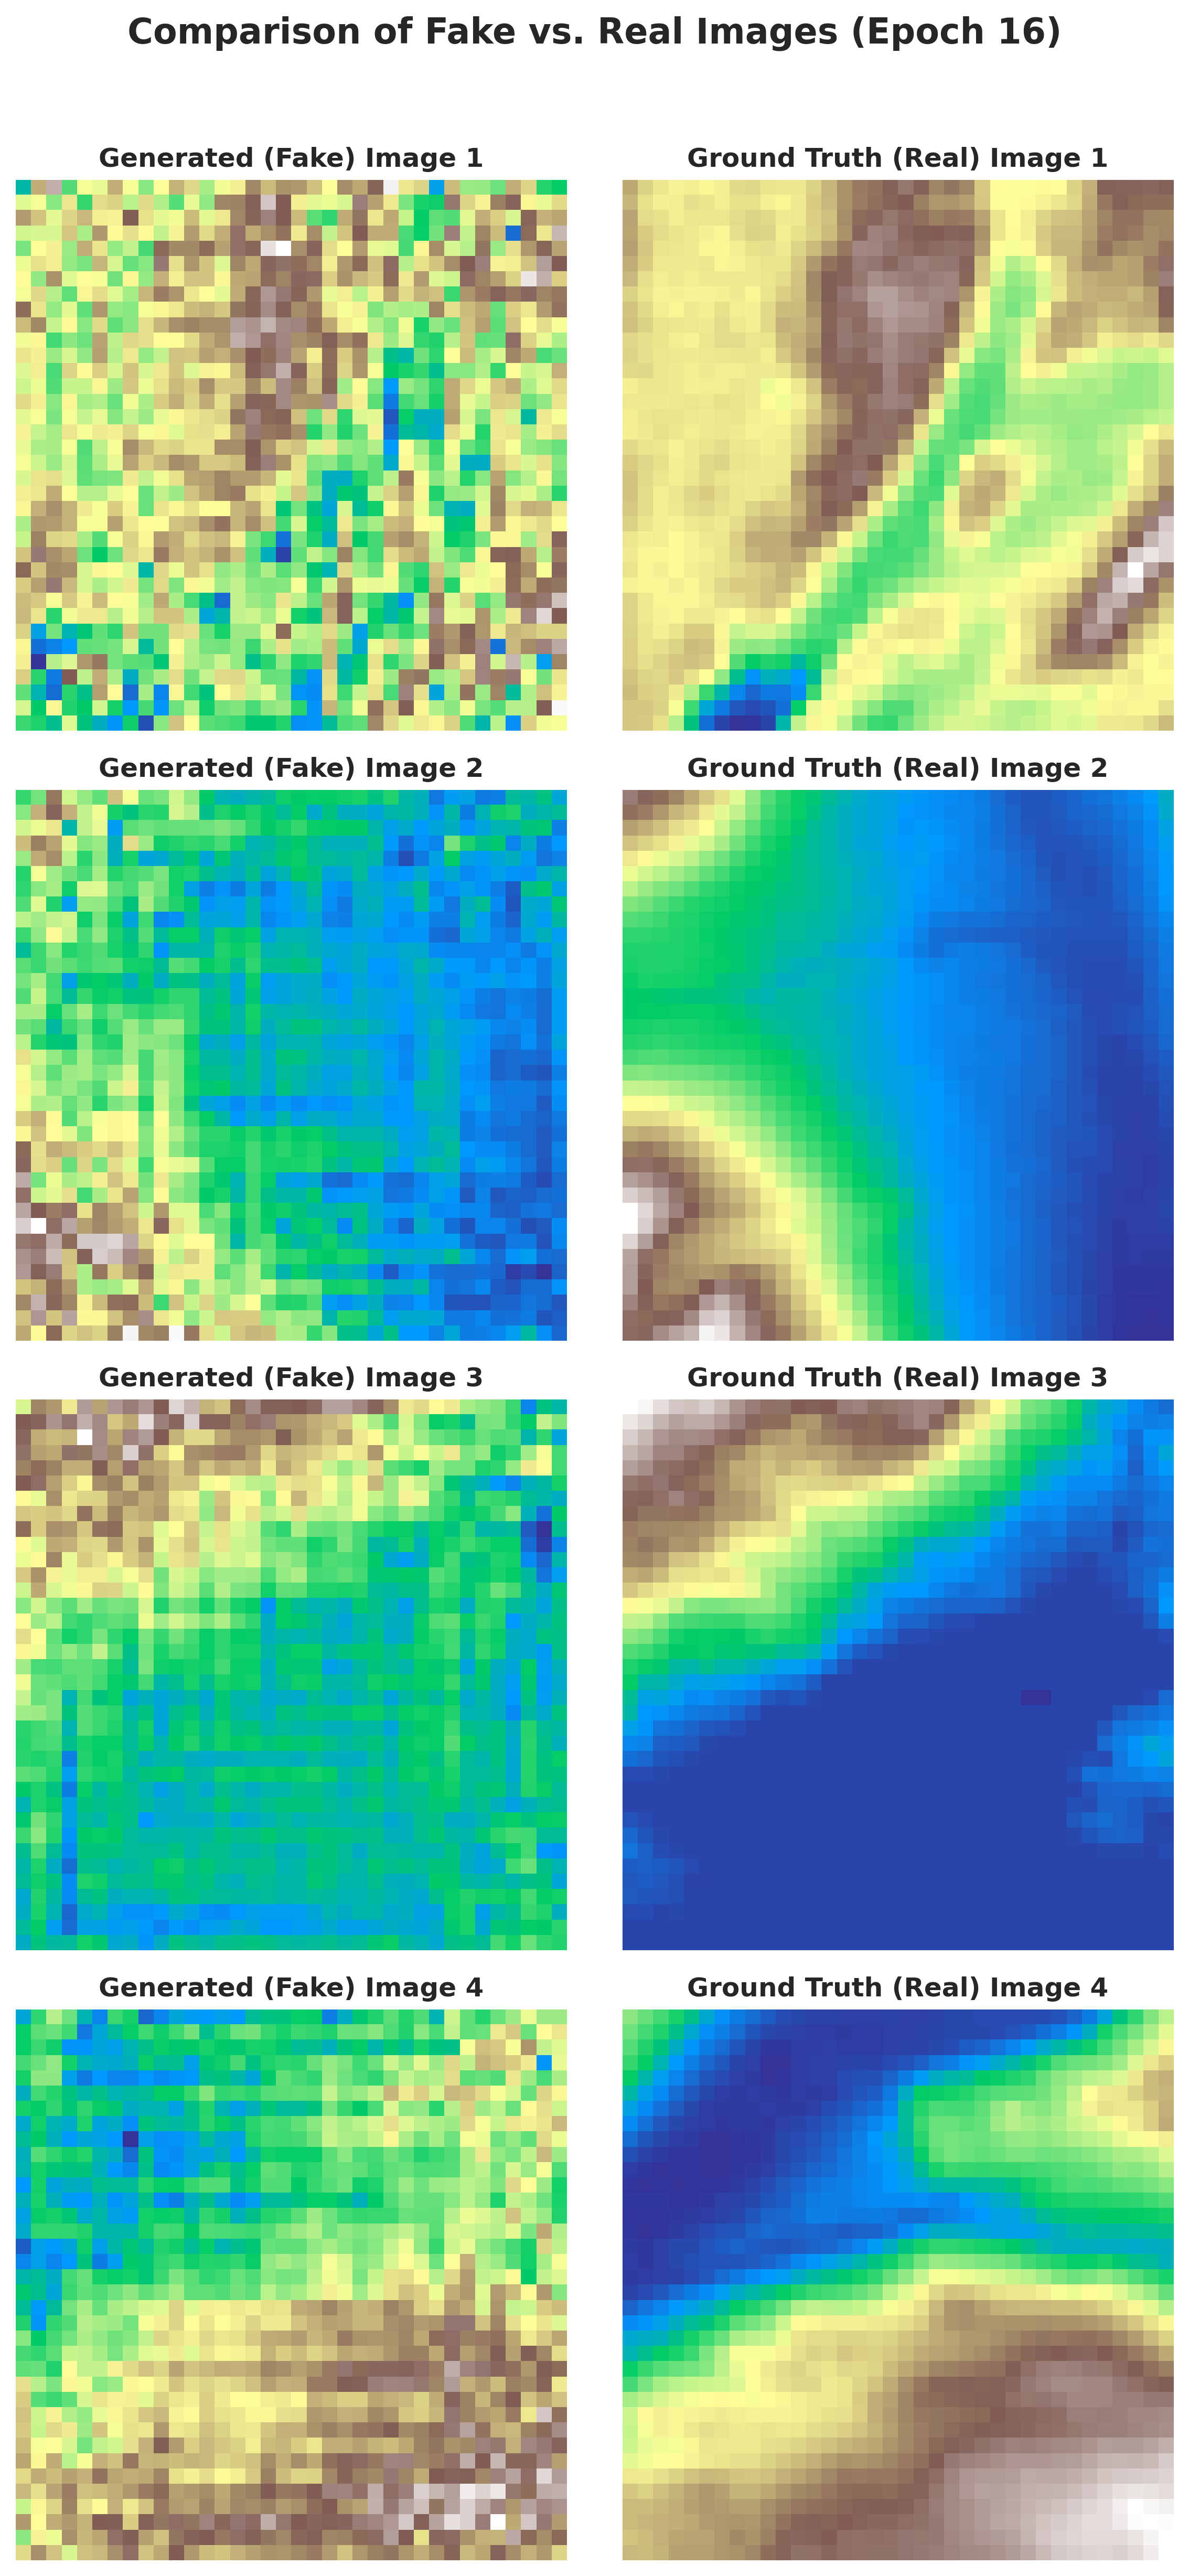 Comparison of Fake vs. Real Images (Epoch 16)
Generated (Fake) Image 1
Ground Truth (Real) Image 1
Generated (Fake) Image 2
Ground Truth (Real) Image 2
Generated (Fake) Image 3
Ground Truth (Real) Image 3
Generated (Fake) Image 4
Ground Truth (Real) Image 4